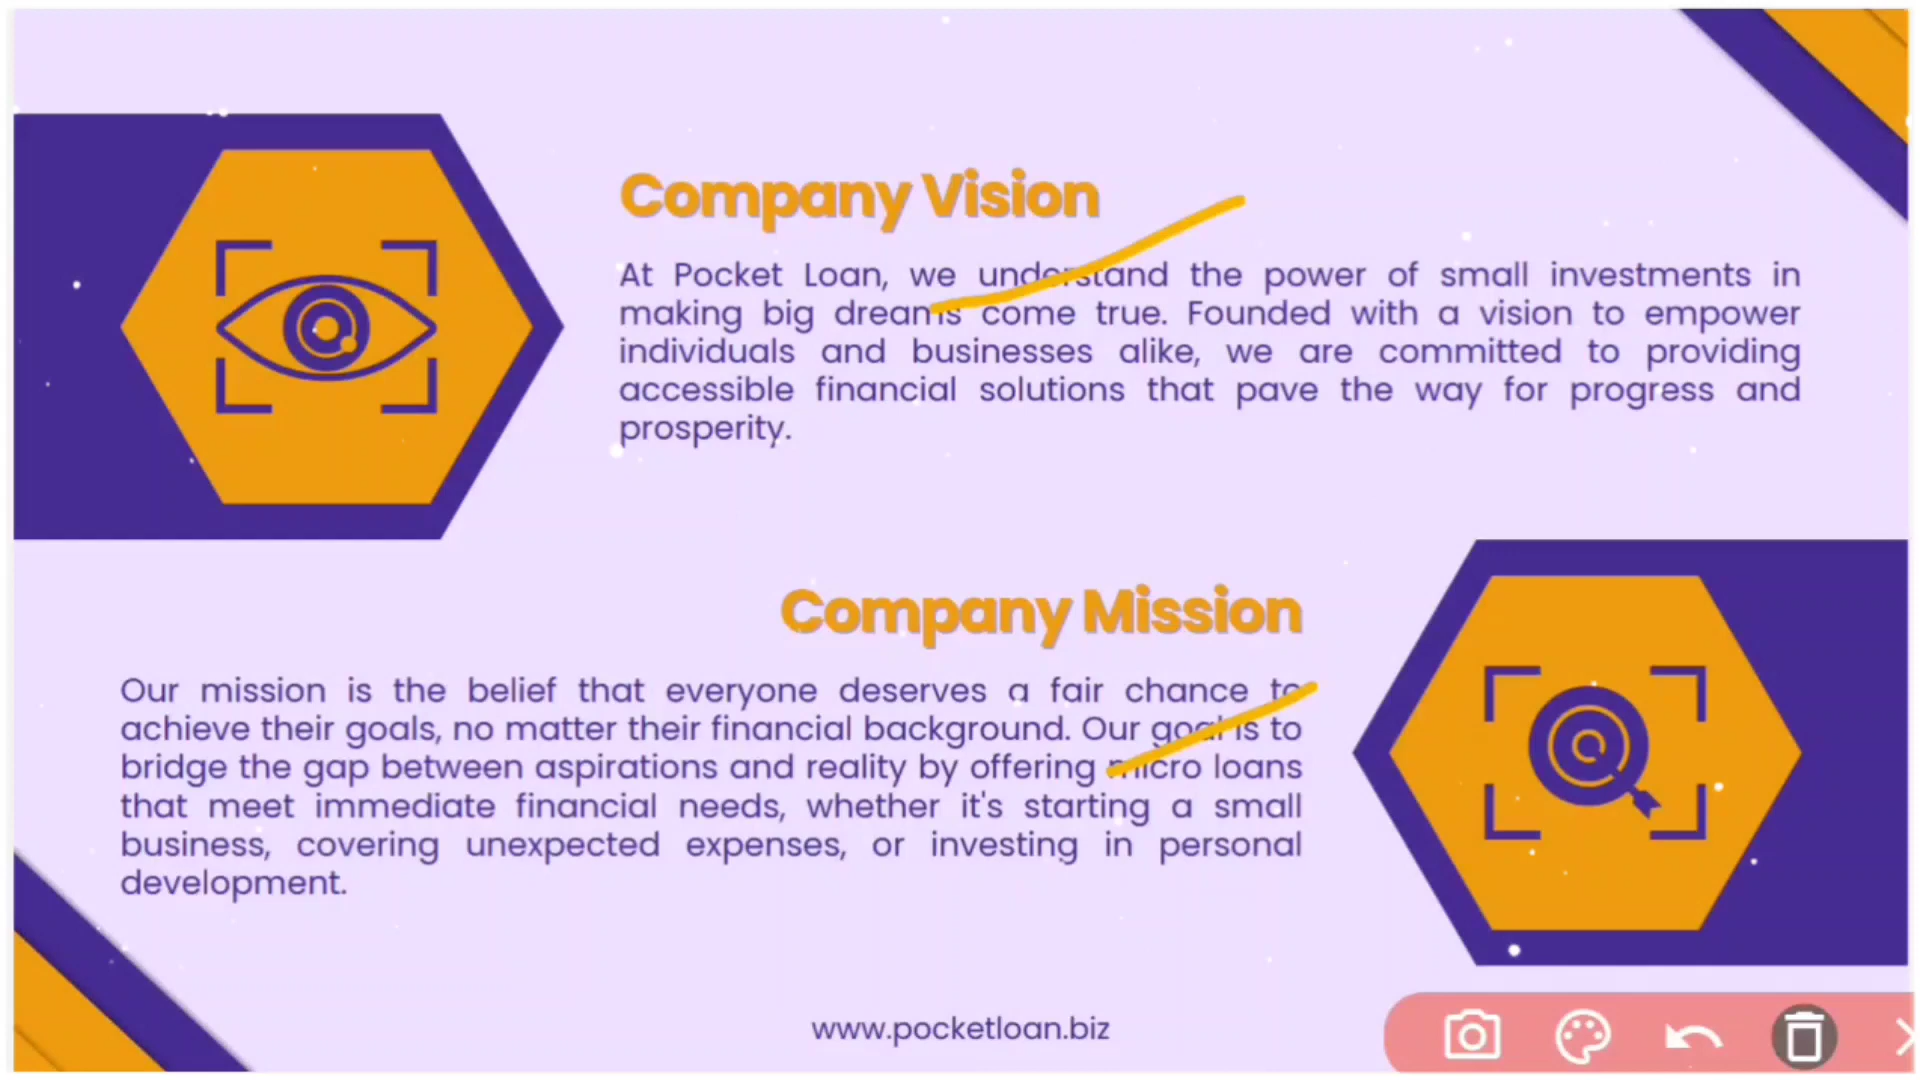 Company Vision
At Pocket Loan, we understand the power of small investments in
making big dreams come true. Founded with a vision to empower
individuals and businesses alike, we are committed to providing
accessible financial solutions that pave the way for progress and
prosperity.
Company Mission
Our mission is the belief that everyone deserves a fair chance to
achieve their goals, no matter their financial background. Our goal is to
bridge the gap between aspirations and reality by offering micro loans
that meet immediate financial needs, whether it's starting a small
business, covering unexpected expenses, or investing in personal
development.
www.pocketloan.biz